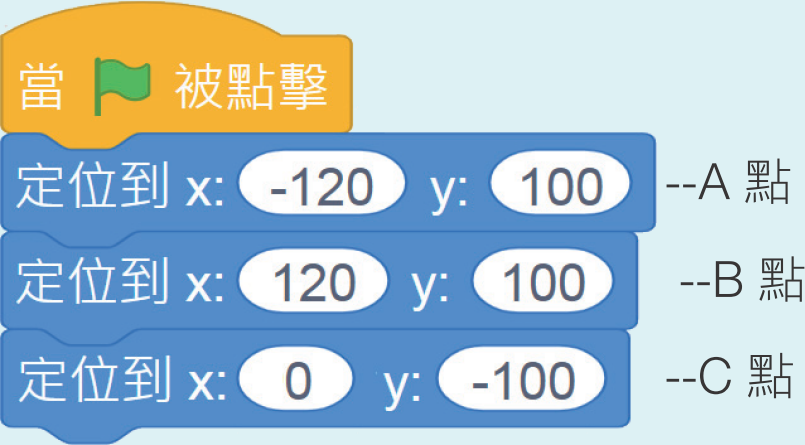 當 被點擊
定位到 x: -120 y: 100 --A 點
定位到 x: 120 y: 100 --B 點
定位到 x: 0 y: -100 --C 點